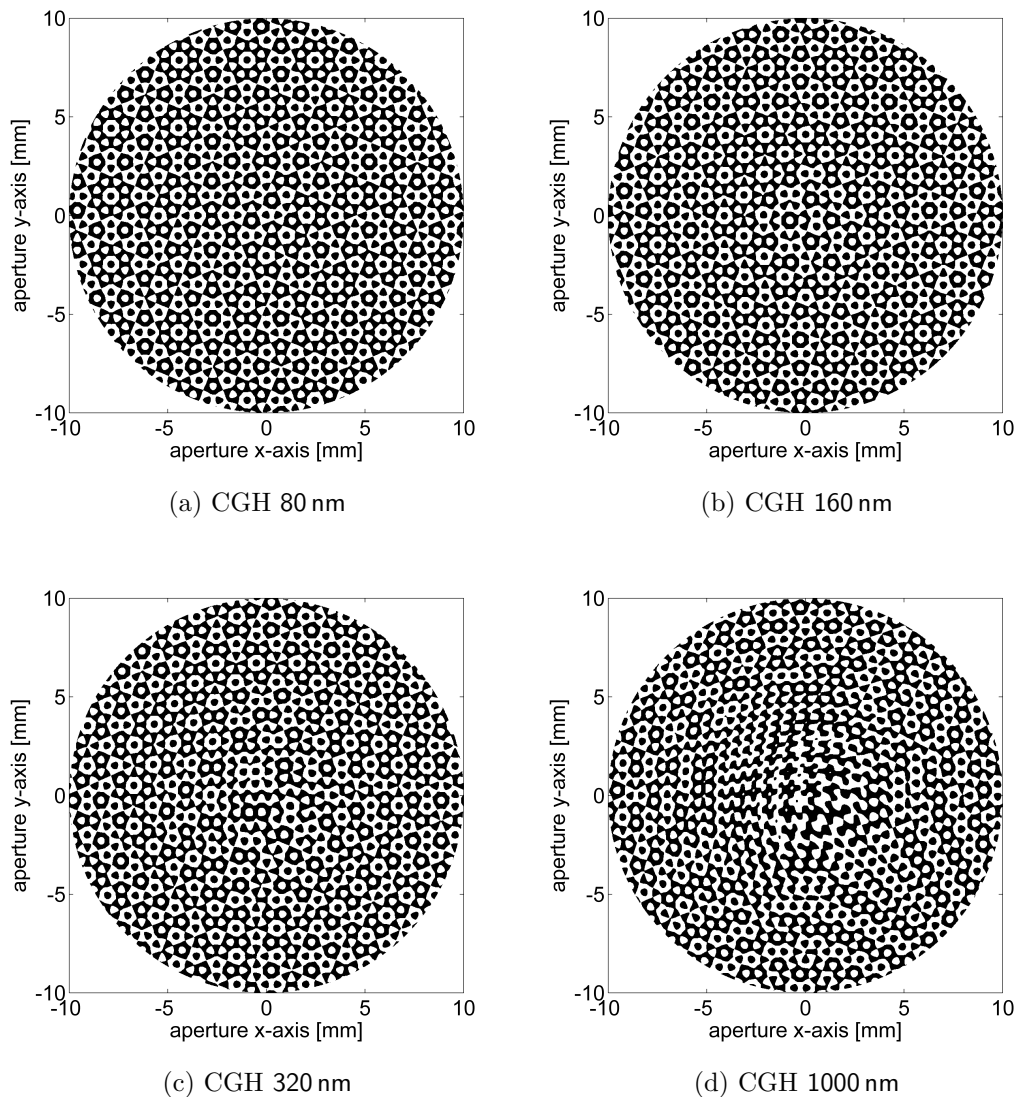 10
5
0
-5
-10
-10 -5 0 5 10
aperture y-axis [mm]
aperture x-axis [mm]
(a) CGH 80 nm
10
5
0
-5
-10
-10 -5 0 5 10
aperture y-axis [mm]
aperture x-axis [mm]
(b) CGH 160 nm
10
5
0
-5
-10
-10 -5 0 5 10
aperture y-axis [mm]
aperture x-axis [mm]
(c) CGH 320 nm
10
5
0
-5
-10
-10 -5 0 5 10
aperture y-axis [mm]
aperture x-axis [mm]
(d) CGH 1000 nm